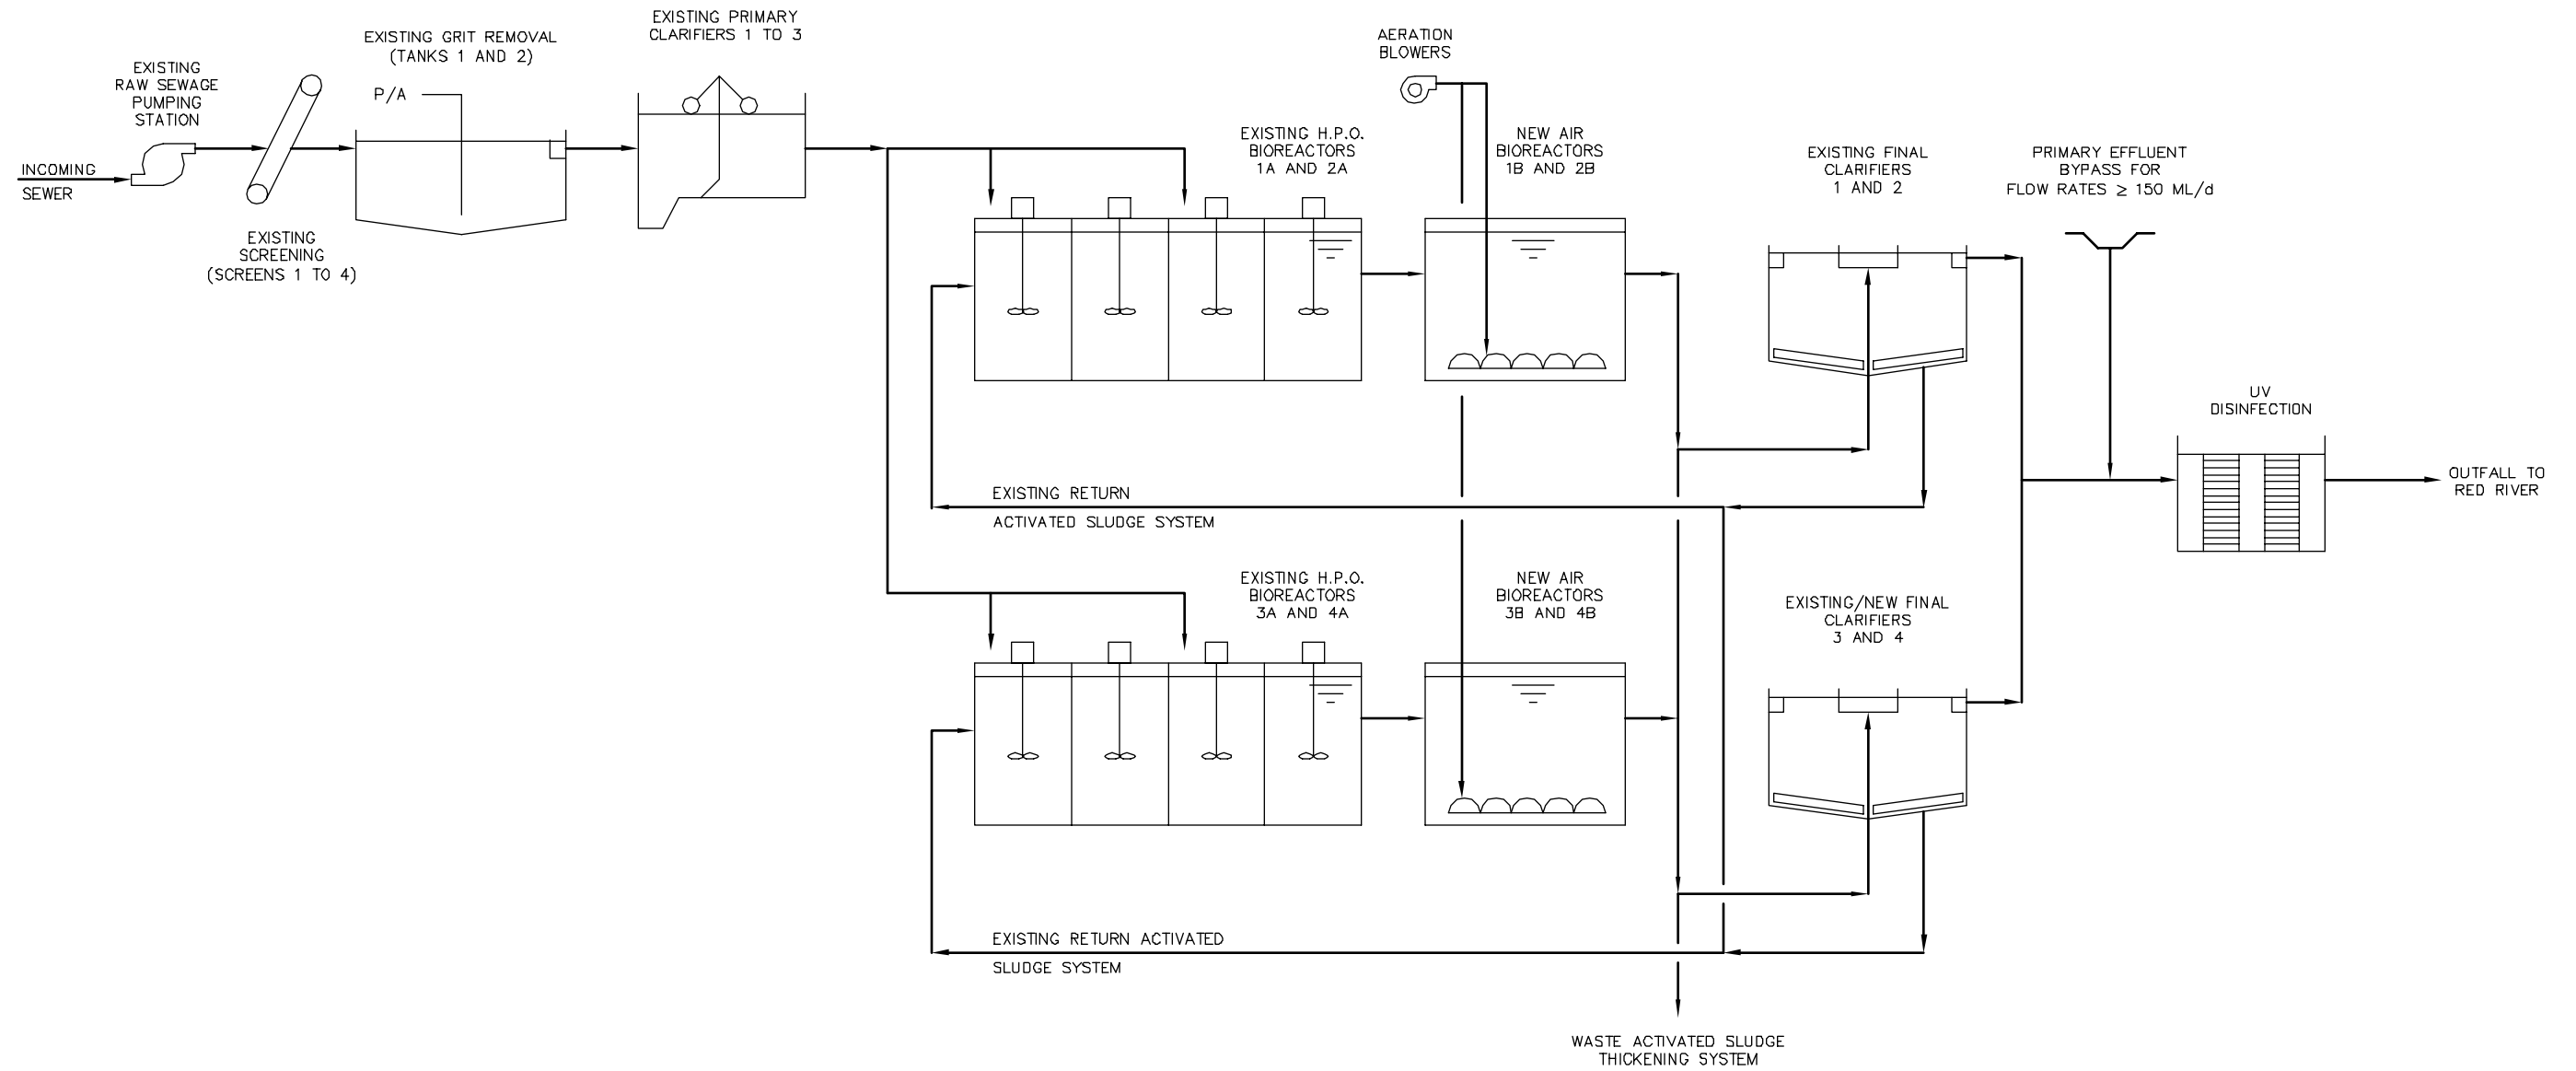 INCOMING
SEWER
EXISTING
RAW SEWAGE
PUMPING
STATION
EXISTING
SCREENING
(SCREENS 1 TO 4)
EXISTING GRIT REMOVAL
(TANKS 1 AND 2)
P/A
EXISTING PRIMARY
CLARIFIERS 1 TO 3
AERATION
BLOWERS
EXISTING H.P.O.
BIOREACTORS
1A AND 2A
NEW AIR
BIOREACTORS
1B AND 2B
EXISTING FINAL
CLARIFIERS
1 AND 2
PRIMARY EFFLUENT
BYPASS FOR
FLOW RATES ≥ 150 ML/d
UV
DISINFECTION
OUTFALL TO
RED RIVER
EXISTING RETURN
ACTIVATED SLUDGE SYSTEM
EXISTING H.P.O.
BIOREACTORS
3A AND 4A
NEW AIR
BIOREACTORS
3B AND 4B
EXISTING/NEW FINAL
CLARIFIERS
3 AND 4
EXISTING RETURN ACTIVATED
SLUDGE SYSTEM
WASTE ACTIVATED SLUDGE
THICKENING SYSTEM